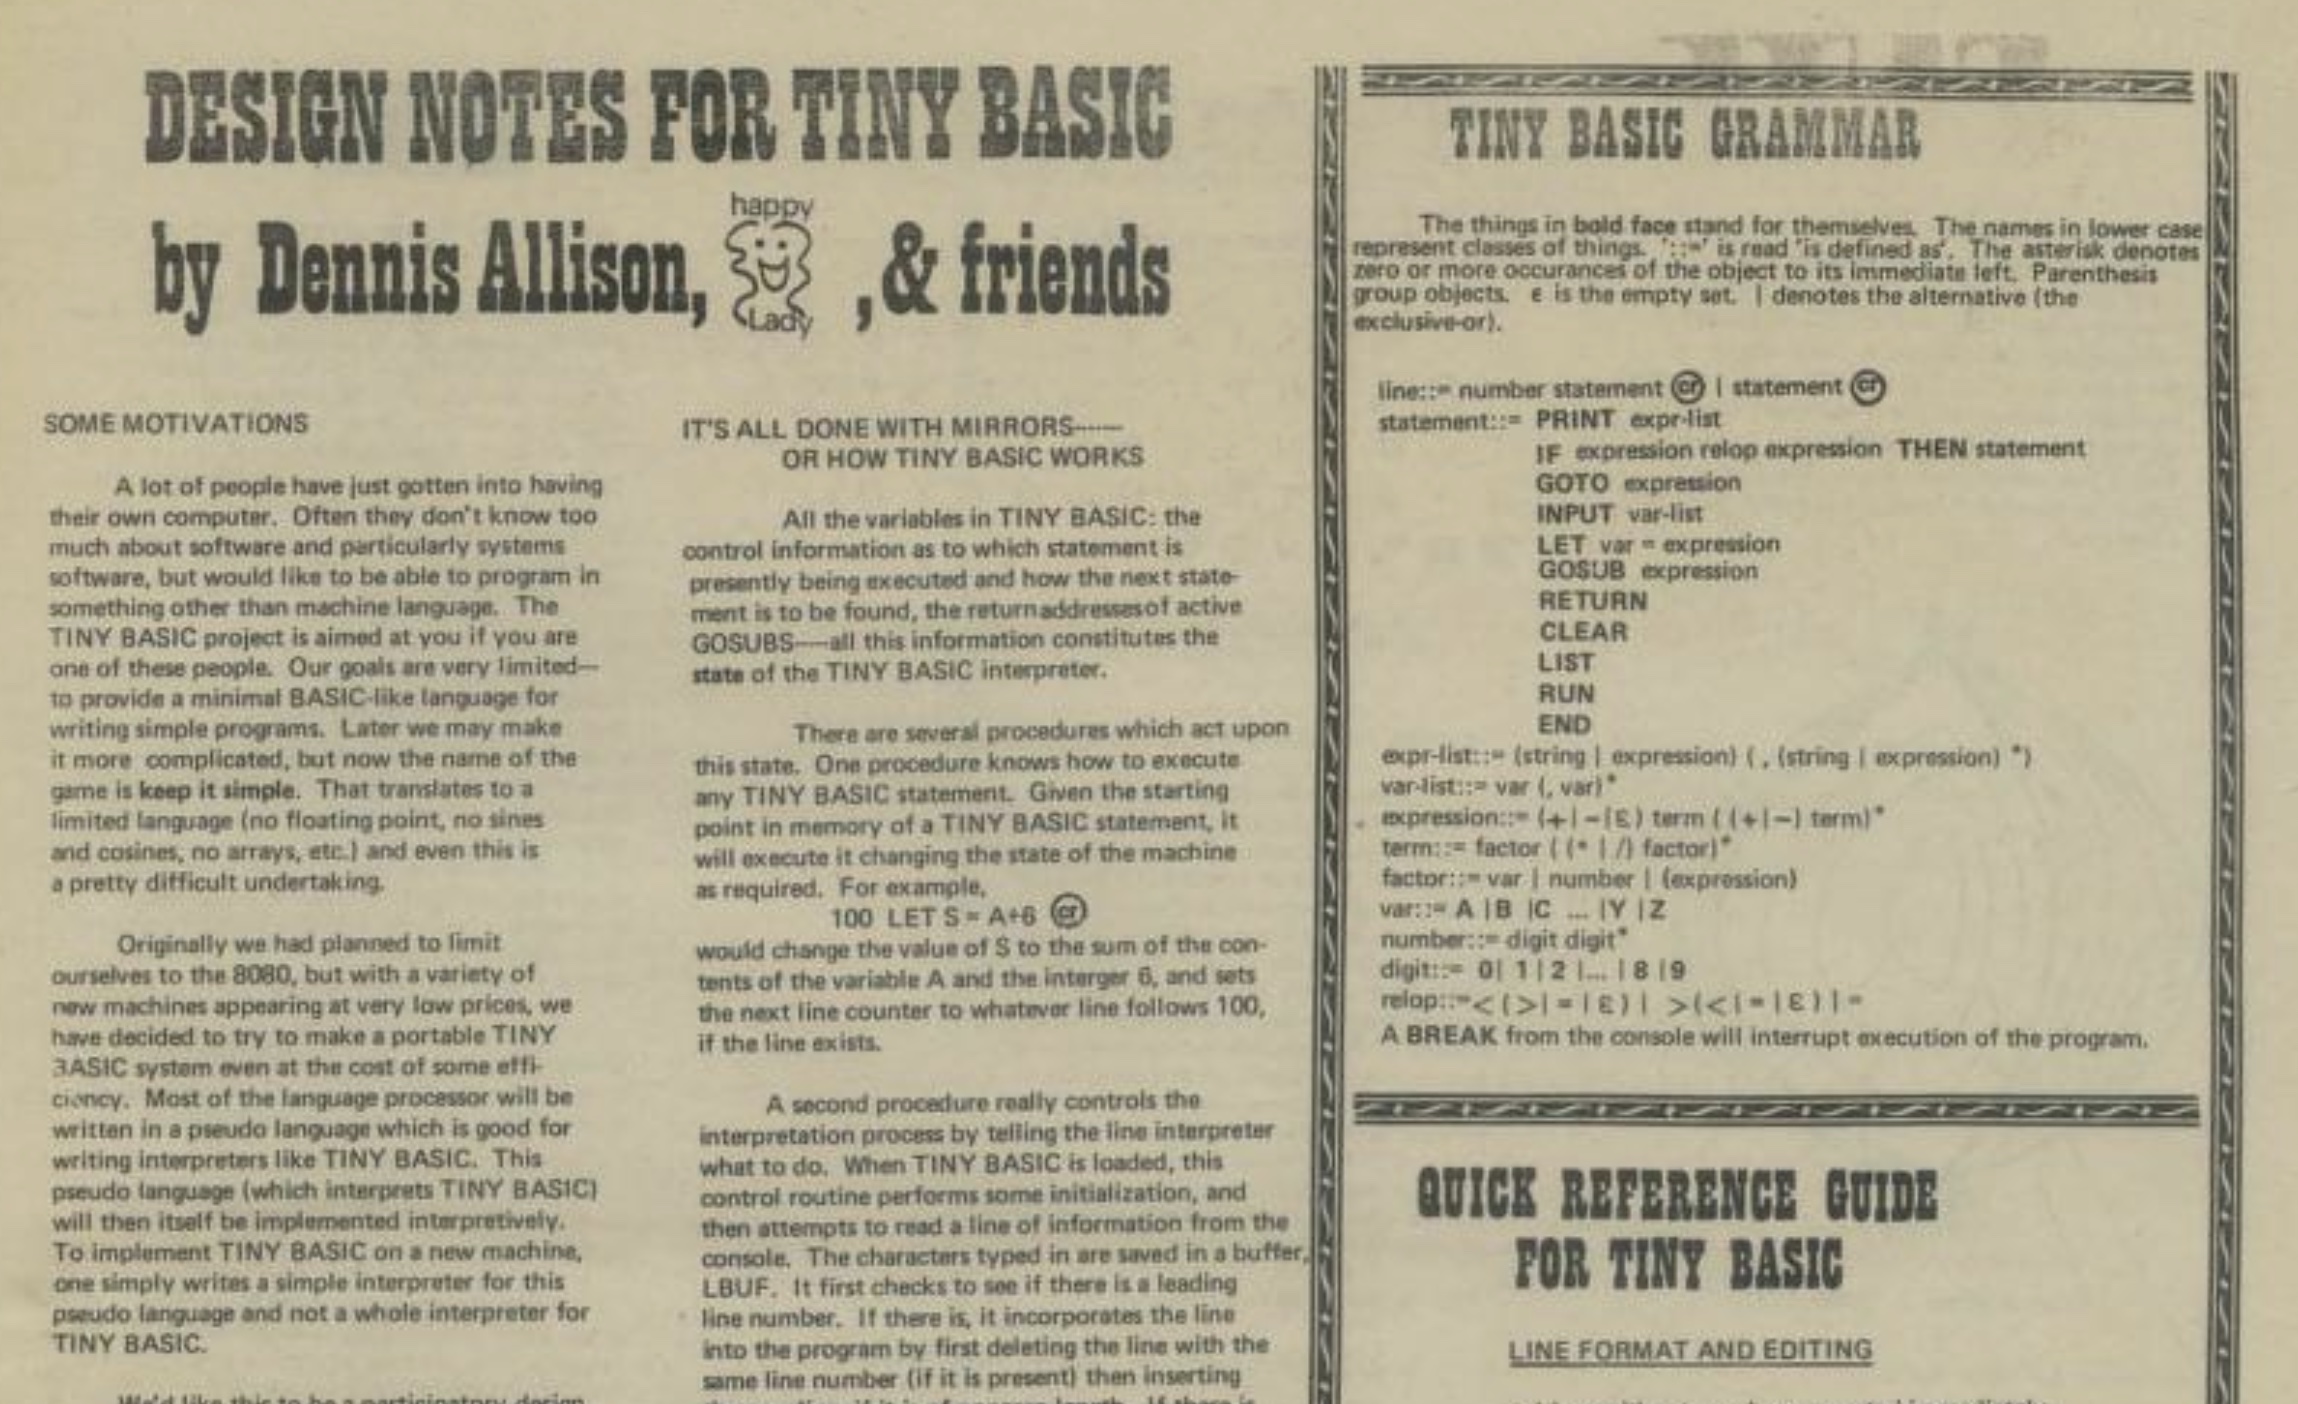 DESIGN NOTES FOR TINY BASIC
by Dennis Allison, happy Lady , & friends
SOME MOTIVATIONS
A lot of people have just gotten into having
their own computer. Often they don't know too
much about software and particularly systems
software, but would like to be able to program in
something other than machine language. The
TINY BASIC project is aimed at you if you are
one of these people. Our goals are very limited—
to provide a minimal BASIC-like language for
writing simple programs. Later we may make
it more complicated, but now the name of the
game is keep it simple. That translates to a
limited language (no floating point, no sines
and cosines, no arrays, etc.) and even this is
a pretty difficult undertaking.
Originally we had planned to limit
ourselves to the 8080, but with a variety of
new machines appearing at very low prices, we
have decided to try to make a portable TINY
BASIC system even at the cost of some effi-
ciency. Most of the language processor will be
written in a pseudo language which is good for
writing interpreters like TINY BASIC. This
pseudo language (which interprets TINY BASIC)
will then itself be implemented interpretively.
To implement TINY BASIC on a new machine,
one simply writes a simple interpreter for this
pseudo language and not a whole interpreter for
TINY BASIC.
We'd like this to be a participatory design
IT'S ALL DONE WITH MIRRORS------
OR HOW TINY BASIC WORKS
All the variables in TINY BASIC: the
control information as to which statement is
presently being executed and how the next state-
ment is to be found, the returnaddressesof active
GOSUBS----all this information constitutes the
state of the TINY BASIC interpreter.
There are several procedures which act upon
this state. One procedure knows how to execute
any TINY BASIC statement. Given the starting
point in memory of a TINY BASIC statement, it
will execute it changing the state of the machine
as required. For example,
100 LET S = A+6 cr
would change the value of S to the sum of the con-
tents of the variable A and the interger 6, and sets
the next line counter to whatever line follows 100,
if the line exists.
A second procedure really controls the
interpretation process by telling the line interpreter
what to do. When TINY BASIC is loaded, this
control routine performs some initialization, and
then attempts to read a line of information from the
console. The characters typed in are saved in a buffer,
LBUF. It first checks to see if there is a leading
line number. If there is, it incorporates the line
into the program by first deleting the line with the
same line number (if it is present) then inserting
TINY BASIC GRAMMAR
The things in bold face stand for themselves. The names in lower case
represent classes of things. '::=' is read 'is defined as'. The asterisk denotes
zero or more occurances of the object to its immediate left. Parenthesis
group objects. ε is the empty set. | denotes the alternative (the
exclusive-or).
line::= number statement cr | statement cr
statement::= PRINT expr-list
IF expression relop expression THEN statement
GOTO expression
INPUT var-list
LET var = expression
GOSUB expression
RETURN
CLEAR
LIST
RUN
END
expr-list::= (string | expression) ( , (string | expression) *)
var-list::= var (, var)*
expression::= (+|−|ε) term ( (+|−) term)*
term::= factor ( (* | /) factor)*
factor::= var | number | (expression)
var::= A |B |C ... |Y |Z
number::= digit digit*
digit::= 0| 1 | 2 |... | 8 |9
relop::=< (>| = | ε) | >(< | = | ε) | =
A BREAK from the console will interrupt execution of the program.
QUICK REFERENCE GUIDE
FOR TINY BASIC
LINE FORMAT AND EDITING